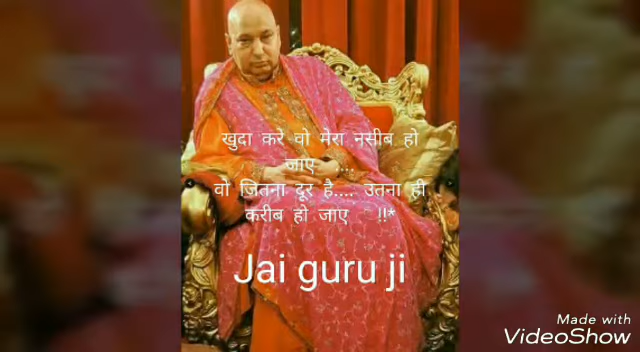 खुदा करे वो मेरा नसीब हो
जाए
वो जितना दूर है.... उतना ही
करीब हो जाए !!*
Jai guru ji
Made with
VideoShow